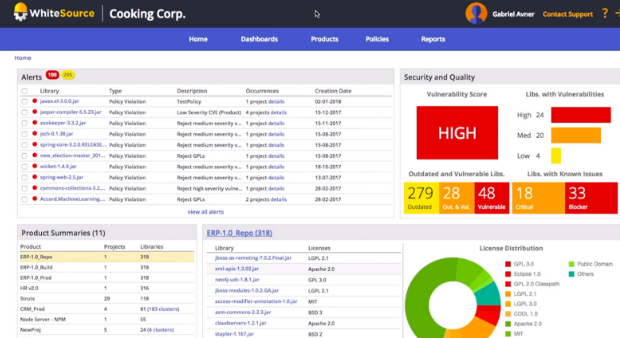 WhiteSource Cooking Corp. Gabriel Avner Contact Support ?
Home Dashboards Products Policies Reports
Home
Alerts
Library Type Description Occurrences Creation Date
javax.el-3.0.0.jar Policy Violation TestPolicy 1 project details 02-01-2018
jasper-compiler-5.5.23.jar Policy Violation Low Severity CVE (Product) 4 projects details 15-12-2017
zookeeper-3.3.2.jar Policy Violation Reject medium severity v... 1 project details 15-08-2017
jsch-0.1.38.jar Policy Violation Reject medium severity v... 1 project details 15-08-2017
spring-core-3.2.0.RELEASE... Policy Violation Reject medium severity v... 1 project details 15-08-2017
new_election-master_201... Policy Violation Reject GPLs 1 project details 15-08-2017
wicket-1.4.9.jar Policy Violation Reject medium severity v... 1 project details
spring-web-2.5.jar Policy Violation Reject medium severity v... 1 project details 13-07-2017
commons-collections-3.2... Policy Violation Reject high severity vulne... 1 project details 28-02-2017
Accord.MachineLearning... Policy Violation Reject GPLs 2 projects details 28-02-2017
view all alerts
Security and Quality
Vulnerability Score Libs. with Vulnerabilities
HIGH
High 24
Med 20
Low 4
Outdated and Vulnerable Libs. Libs. with Known Issues
279 28 48 18 33
Outdated Out. & Vul. Vulnerable Critical Blocker
Product Summaries (11)
Product Projects Libraries
ERP-1.0_Repo 1 318
ERP-1.0_Build 1 318
ERP-1.0_Prod 1 318
HR v2.0 1 316
Struts 29 118
CRM_Prod 4 81 (183 clusters)
Node Server - NPM 1 55
NewProj 5 24 (4 clusters)
ERP-1.0_Repo (318)
Library Licenses
jboss-as-remoting-7.0.2.Final.jar LGPL 2.1
xml-apis-1.3.02.jar Apache 2.0
neo4j-udc-1.8.1.jar GPL 3.0
jboss-modules-1.3.2.GA.jar LGPL 2.1
access-modifier-annotation-1.0.jar MIT
asm-commons-2.2.3.jar BSD 3
cloudservers-1.2.1.jar Apache 2.0
stapler-1.167.jar BSD 2
License Distribution
GPL 3.0 Public Domain
Eclipse 1.0 Others
GPL 2.0 Classpath
LGPL 2.1
LGPL 3.0
CDDL 1.0
Apache 2.0
MIT